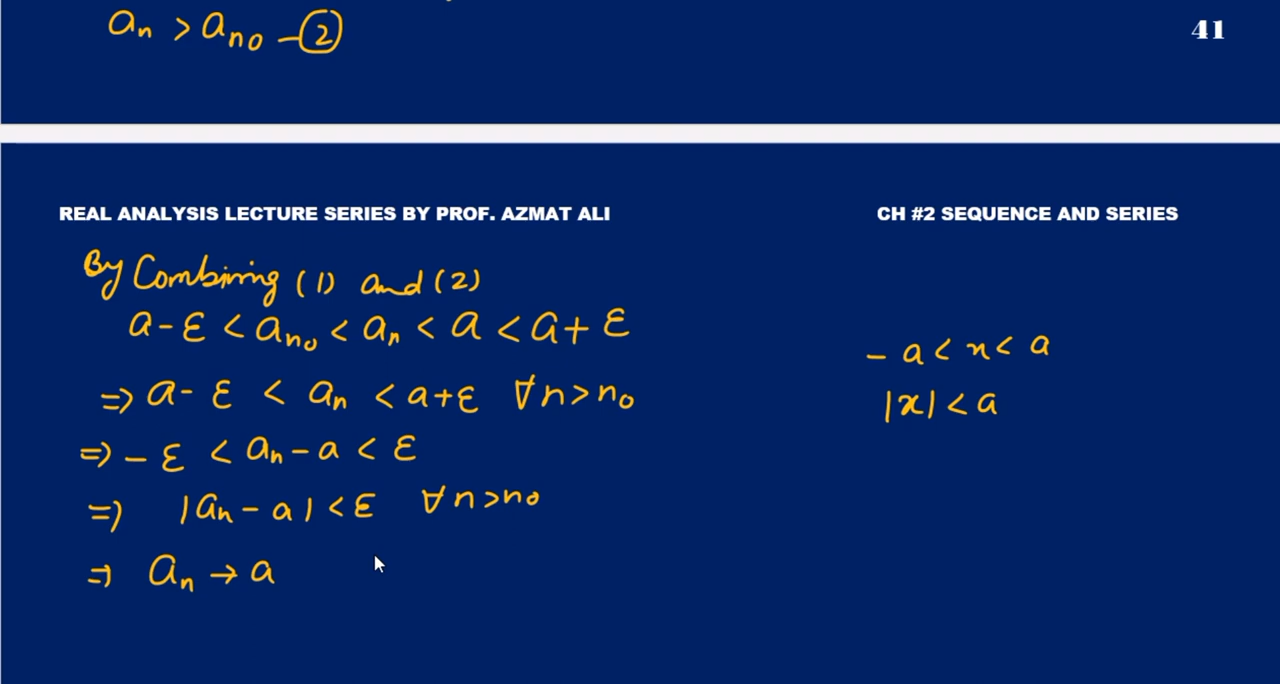 aₙ > aₙ₀ —②
41
REAL ANALYSIS LECTURE SERIES BY PROF. AZMAT ALI
CH #2 SEQUENCE AND SERIES
By Combining (1) and (2)
a-ε < aₙ₀ < aₙ < a < a+ε
⇒ a-ε < aₙ < a+ε ∀n>n₀
⇒ -ε < aₙ-a < ε
⇒ |aₙ-a| < ε ∀n>n₀
⇒ aₙ → a
-a < x < a
|x| < a